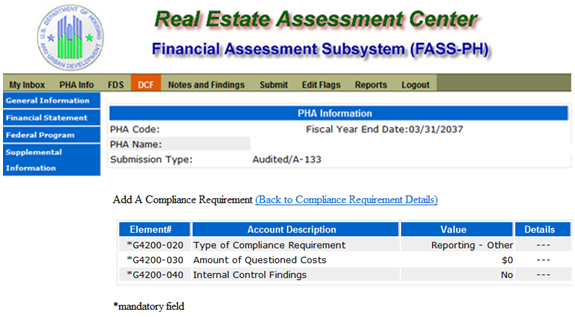 U.S. DEPARTMENT OF HOUSING
AND URBAN DEVELOPMENT
Real Estate Assessment Center
Financial Assessment Subsystem (FASS-PH)
My Inbox PHA Info FDS DCF Notes and Findings Submit Edit Flags Reports Logout
General Information
Financial Statement
Federal Program
Supplemental
Information
PHA Information
PHA Code: Fiscal Year End Date:03/31/2037
PHA Name:
Submission Type: Audited/A-133
Add A Compliance Requirement (Back to Compliance Requirement Details)
Element# Account Description Value Details
*G4200-020 Type of Compliance Requirement Reporting - Other ---
*G4200-030 Amount of Questioned Costs $0 ---
*G4200-040 Internal Control Findings No ---
*mandatory field